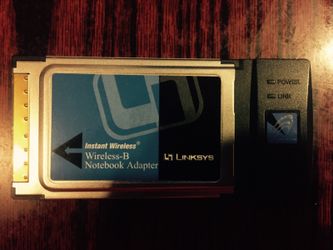 POWER
LINK
Instant Wireless®
Wireless-B
Notebook Adapter
LINKSYS